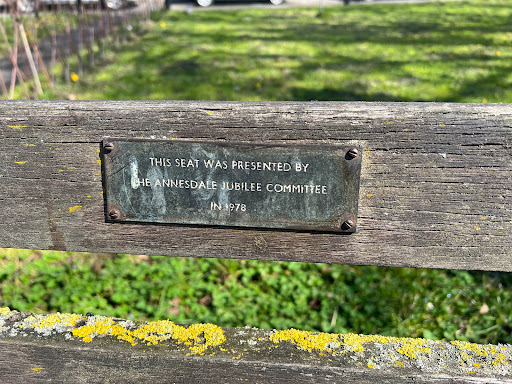 THIS SEAT WAS PRESENTED BY
THE ANNESDALE JUBILEE COMMITTEE
IN 1978